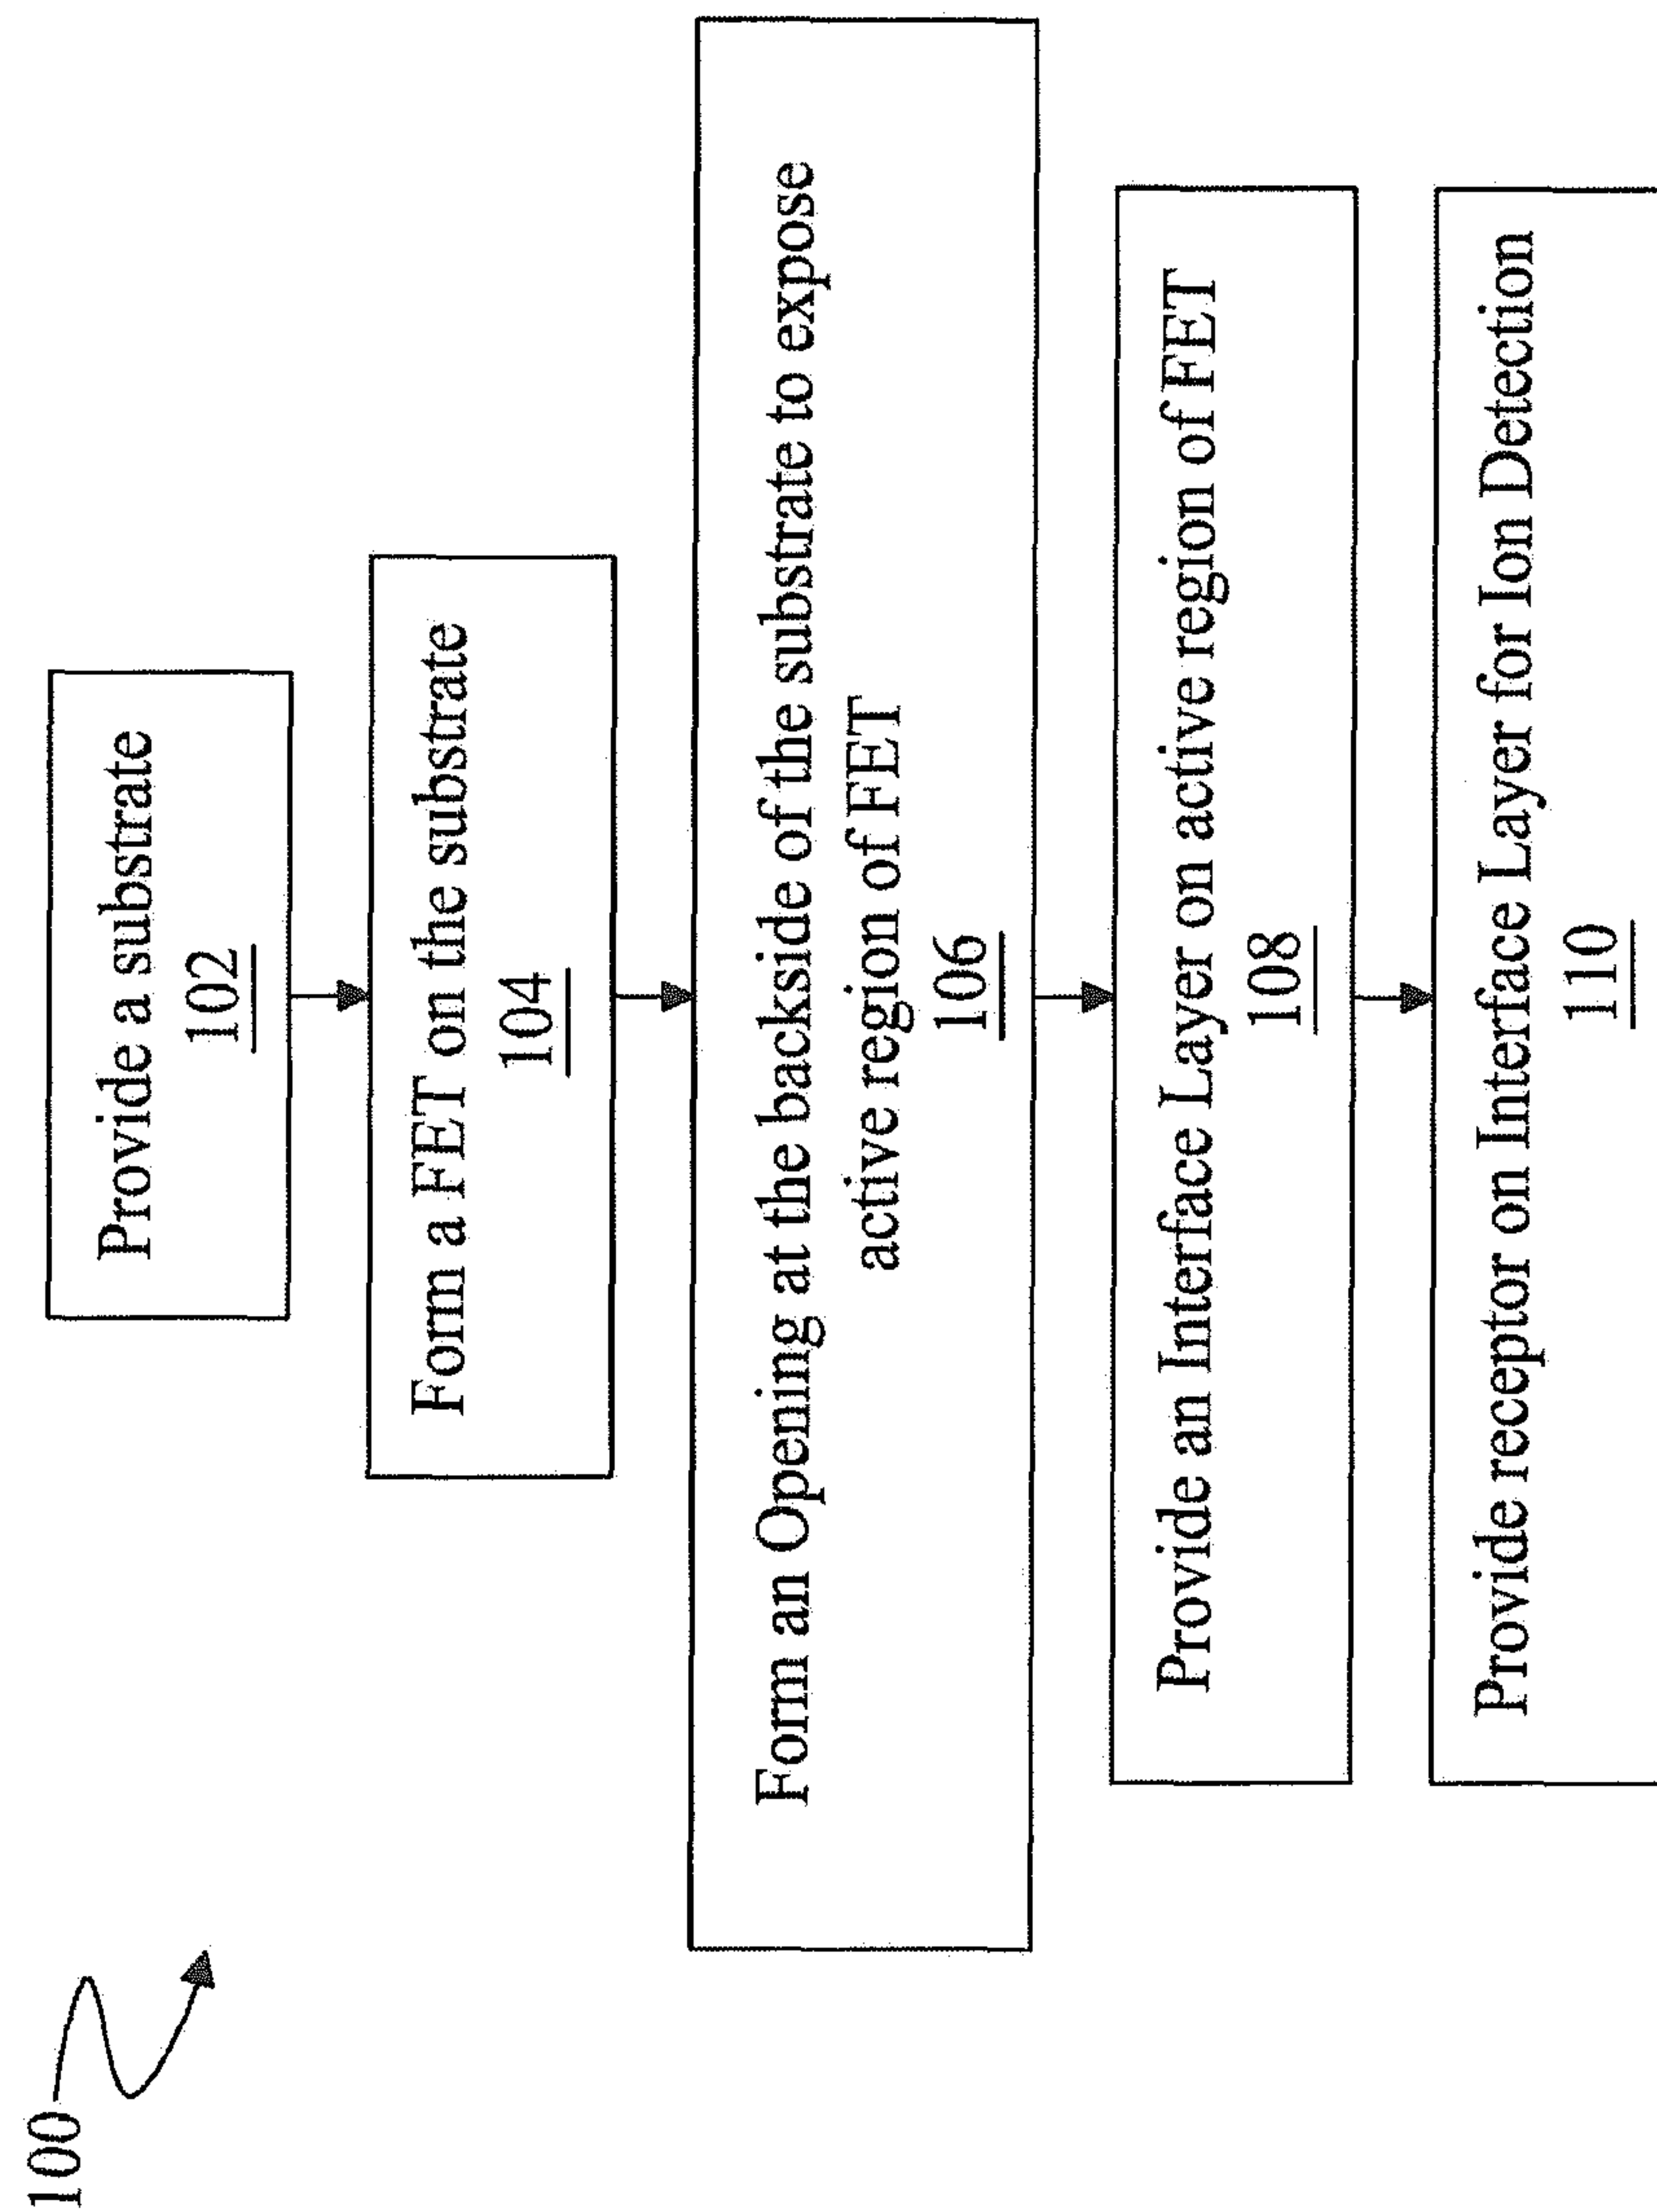 100
Provide a substrate
102
Form a FET on the substrate
104
Form an Opening at the backside of the substrate to expose
active region of FET
106
Provide an Interface Layer on active region of FET
108
Provide receptor on Interface Layer for Ion Detection
110